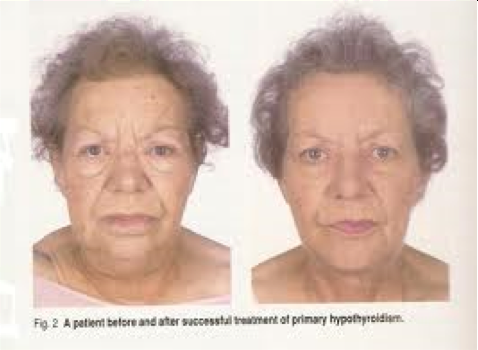 Fig. 2 A patient before and after successful treatment of primary hypothyroidism.